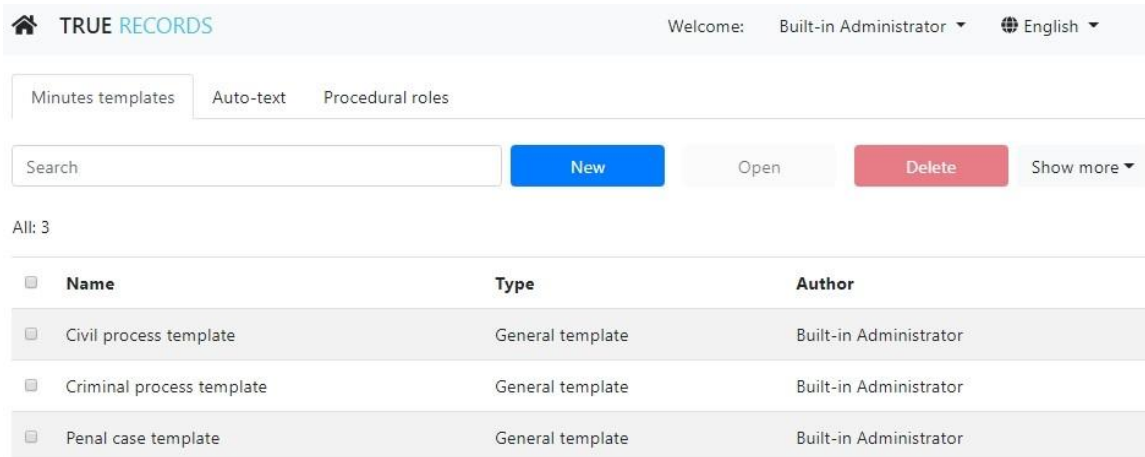 TRUE RECORDS Welcome: Built-in Administrator English
Minutes templates Auto-text Procedural roles
Search New Open Delete Show more
All: 3
Name Type Author
Civil process template General template Built-in Administrator
Criminal process template General template Built-in Administrator
Penal case template General template Built-in Administrator